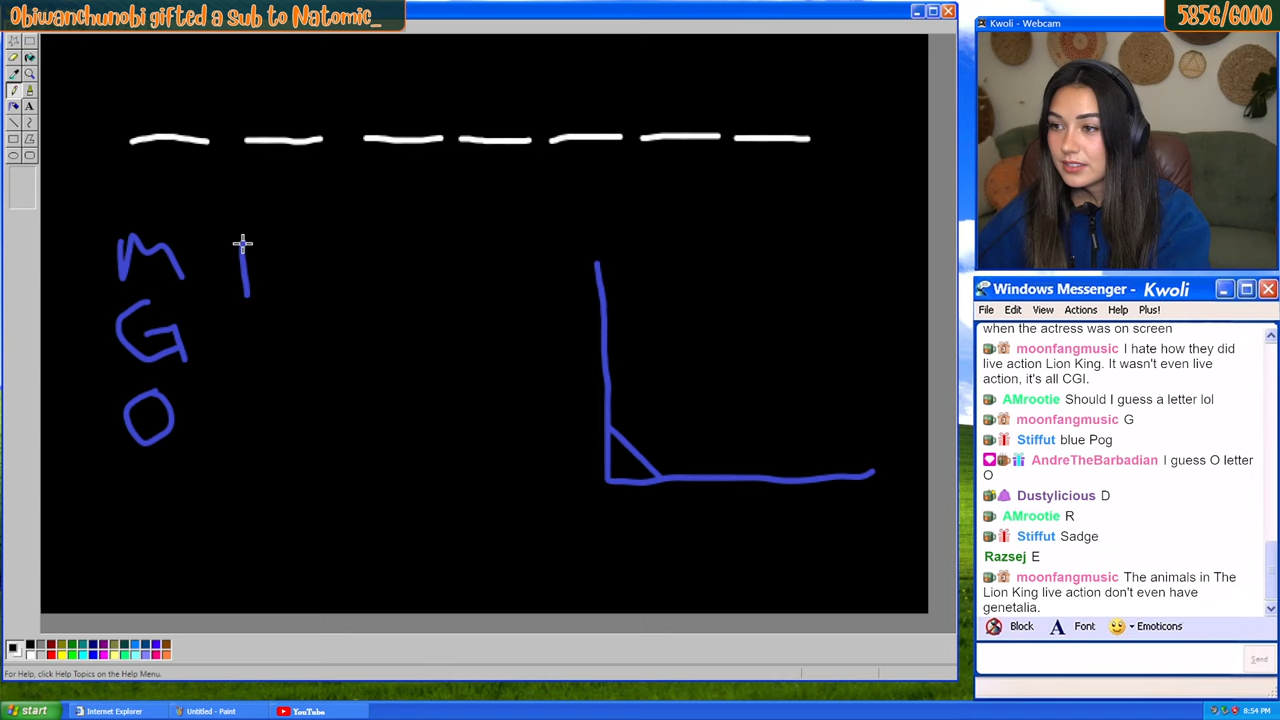 Obiwanchunobi gifted a sub to Natomic_
5856/6000
Kwoli - Webcam
M
G
O
Windows Messenger - Kwoli
File Edit View Actions Help Plus!
when the actress was on screen
moonfangmusic I hate how they did
live action Lion King. It wasn't even live
action, it's all CGI.
AMrootie Should I guess a letter lol
moonfangmusic G
Stiffut blue Pog
AndreTheBarbadian I guess O letter
O
Dustylicious D
AMrootie R
Stiffut Sadge
Razsej E
moonfangmusic The animals in The
Lion King live action don't even have
genetalia.
Block Font Emoticons
Send
For Help, click Help Topics on the Help Menu.
start Internet Explorer Untitled - Paint YouTube 8:54 PM